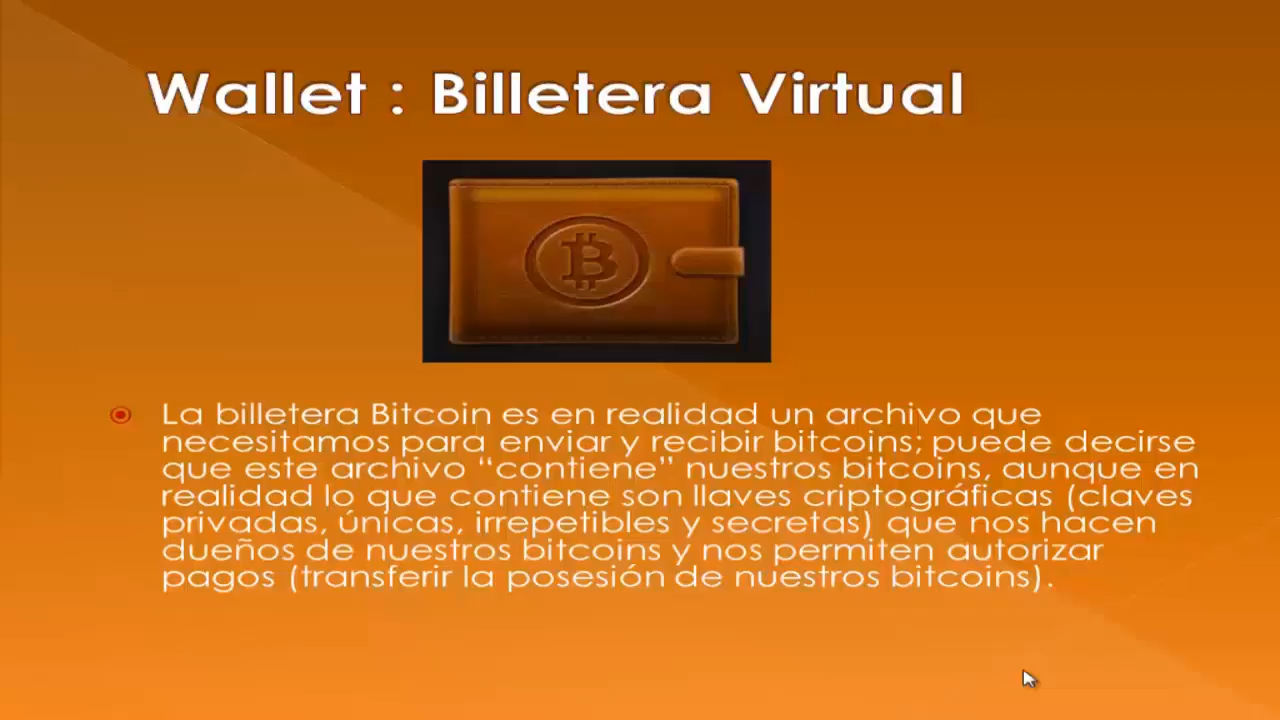 Wallet : Billetera Virtual
La billetera Bitcoin es en realidad un archivo que
necesitamos para enviar y recibir bitcoins; puede decirse
que este archivo “contiene” nuestros bitcoins, aunque en
realidad lo que contiene son llaves criptográficas (claves
privadas, únicas, irrepetibles y secretas) que nos hacen
dueños de nuestros bitcoins y nos permiten autorizar
pagos (transferir la posesión de nuestros bitcoins).